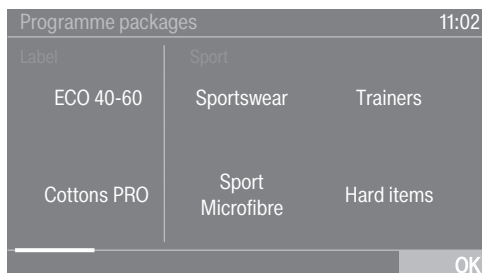 Programme packages 11:02
Label Sport
ECO 40-60 Sportswear Trainers
Cottons PRO Sport Microfibre Hard items
OK